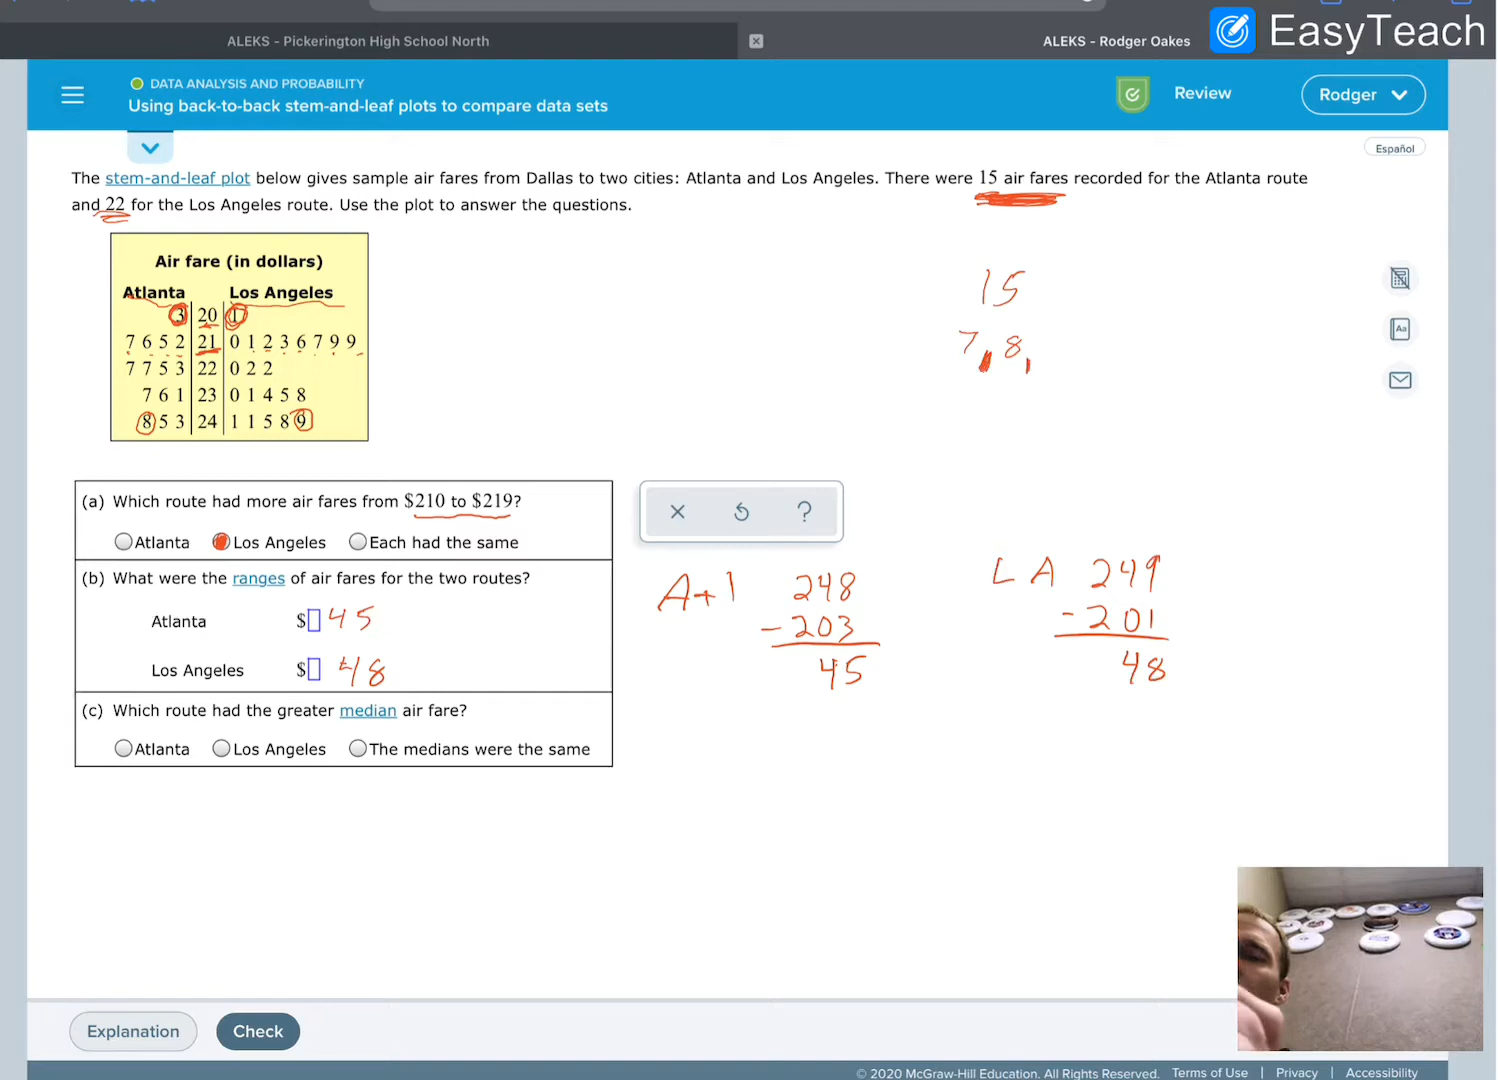 EasyTeach
ALEKS - Pickerington High School North
ALEKS - Rodger Oakes
DATA ANALYSIS AND PROBABILITY
Using back-to-back stem-and-leaf plots to compare data sets
Review
Rodger
Español
The stem-and-leaf plot below gives sample air fares from Dallas to two cities: Atlanta and Los Angeles. There were 15 air fares recorded for the Atlanta route
and 22 for the Los Angeles route. Use the plot to answer the questions.
Air fare (in dollars)
Atlanta Los Angeles
3 20 1
7 6 5 2 21 0 1 2 3 6 7 9 9
7 7 5 3 22 0 2 2
7 6 1 23 0 1 4 5 8
8 5 3 24 1 1 5 8 9
15
7, 8,
(a) Which route had more air fares from $210 to $219?
Atlanta Los Angeles Each had the same
(b) What were the ranges of air fares for the two routes?
Atlanta $ 45
Los Angeles $ 48
(c) Which route had the greater median air fare?
Atlanta Los Angeles The medians were the same
?
Atl 248
- 203
45
LA 249
- 201
48
Aa
Explanation Check
© 2020 McGraw-Hill Education. All Rights Reserved. Terms of Use | Privacy | Accessibility